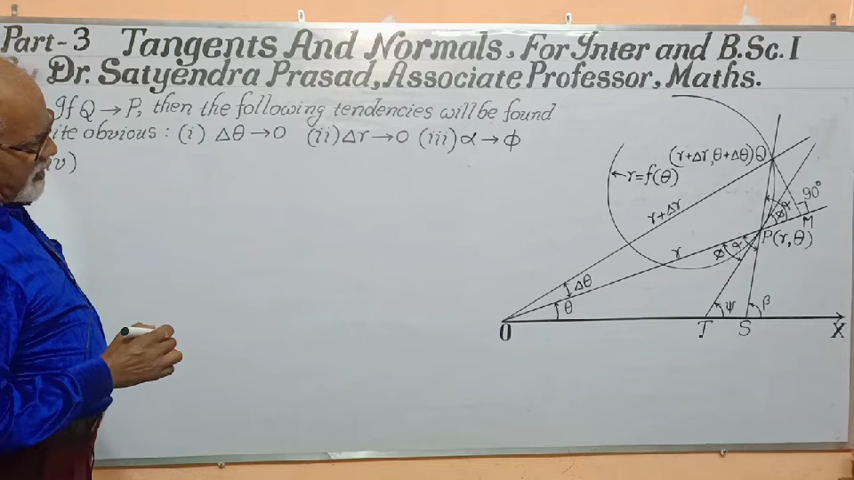 Part-3 Tangents And Normals, For Inter and B.Sc. I
Dr. Satyendra Prasad, Associate Professor, Maths.
If Q → P, then the following tendencies will be found
obvious : (i) Δθ → 0 (ii) Δr → 0 (iii) α → φ
(r+Δr, θ+Δθ) Q
r = f(θ)
90°
r+Δr
φ α
M
P(r, θ)
r
φ α
Δθ
θ
ψ
β
O
T
S
X